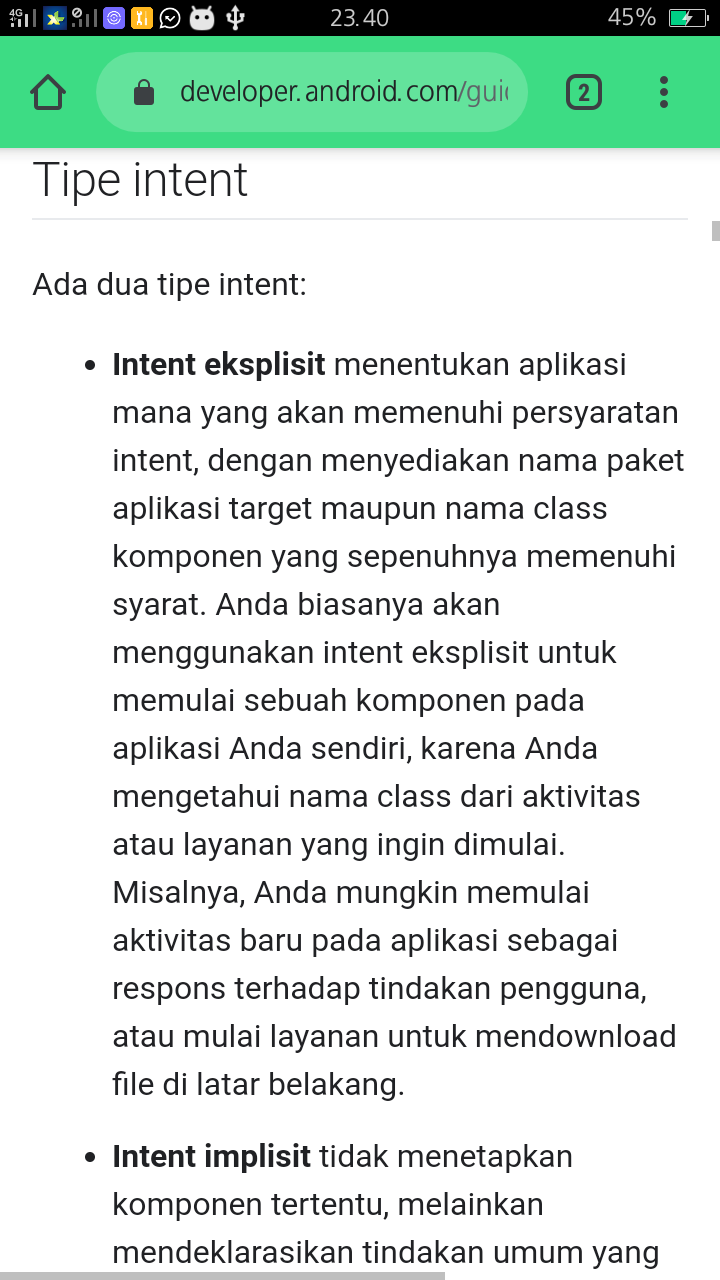 4G
23.40
45%
developer.android.com/gui
2
Tipe intent
Ada dua tipe intent:
• Intent eksplisit menentukan aplikasi
mana yang akan memenuhi persyaratan
intent, dengan menyediakan nama paket
aplikasi target maupun nama class
komponen yang sepenuhnya memenuhi
syarat. Anda biasanya akan
menggunakan intent eksplisit untuk
memulai sebuah komponen pada
aplikasi Anda sendiri, karena Anda
mengetahui nama class dari aktivitas
atau layanan yang ingin dimulai.
Misalnya, Anda mungkin memulai
aktivitas baru pada aplikasi sebagai
respons terhadap tindakan pengguna,
atau mulai layanan untuk mendownload
file di latar belakang.
• Intent implisit tidak menetapkan
komponen tertentu, melainkan
mendeklarasikan tindakan umum yang